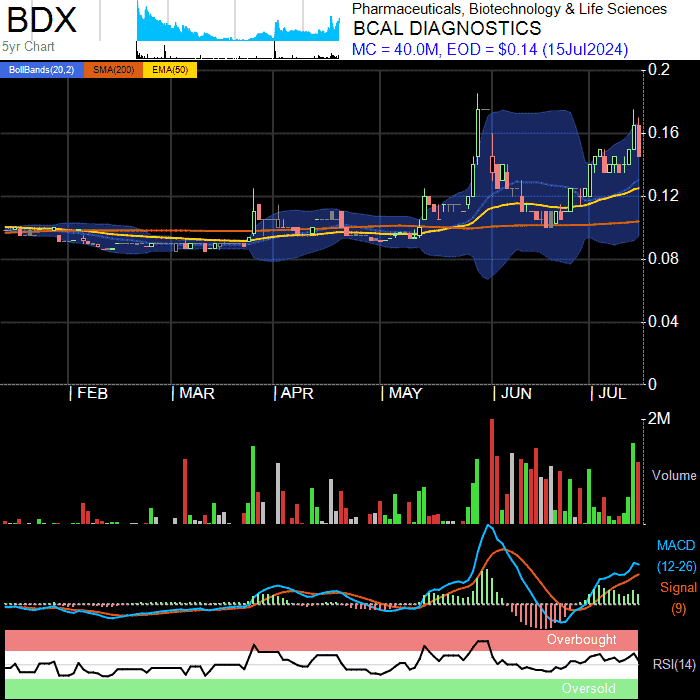 BDX
5yr Chart
Pharmaceuticals, Biotechnology & Life Sciences
BCAL DIAGNOSTICS
MC = 40.0M, EOD = $0.14 (15Jul2024)
BollBands(20,2) SMA(200) EMA(50)
0.2
0.16
0.12
0.08
0.04
0
FEB MAR APR MAY JUN JUL
2M
Volume
MACD
(12-26)
Signal
(9)
Overbought
RSI(14)
Oversold